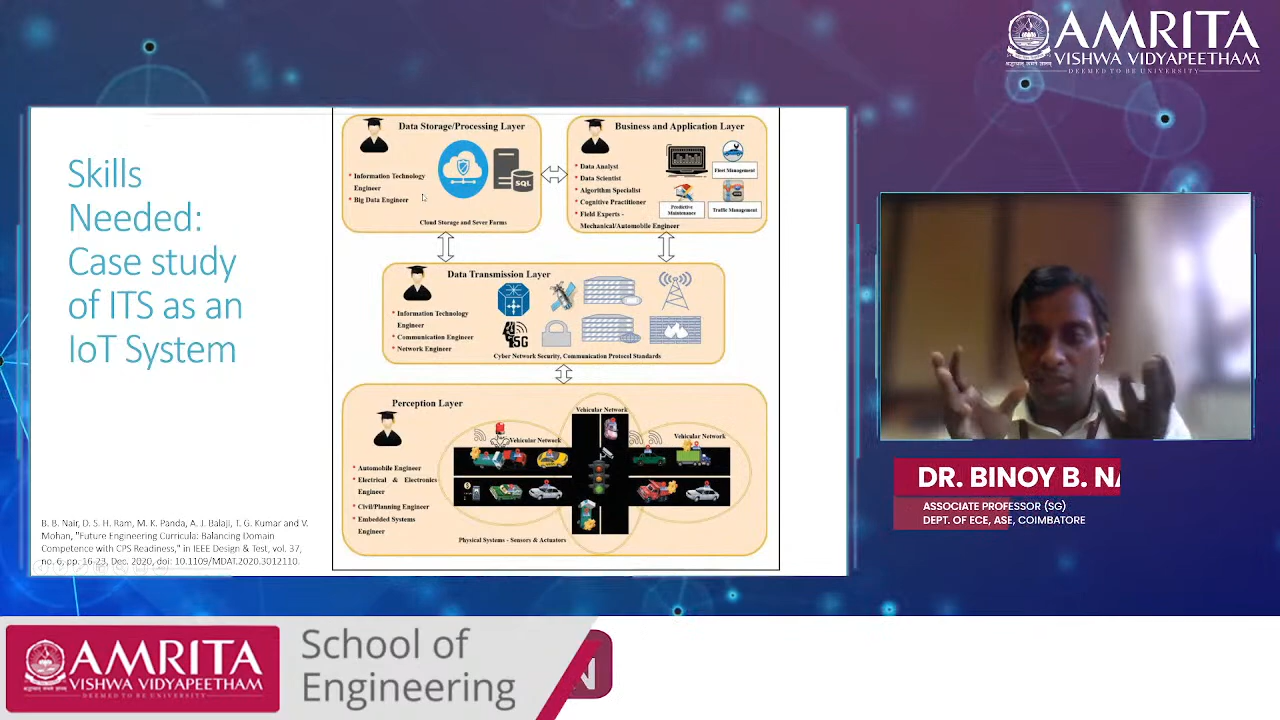 AMRITA
VISHWA VIDYAPEETHAM
DEEMED TO BE UNIVERSITY
Skills
Needed:
Case study
of ITS as an
IoT System
B. B. Nair, D. S. H. Ram, M. K. Panda, A. J. Balaji, T. G. Kumar and V.
Mohan, "Future Engineering Curricula: Balancing Domain
Competence with CPS Readiness," in IEEE Design & Test, vol. 37,
no. 6, pp. 16-23, Dec. 2020, doi: 10.1109/MDAT.2020.3012110.
Data Storage/Processing Layer
* Information Technology
Engineer
* Big Data Engineer
SQL
Cloud Storage and Sever Forms
Business and Application Layer
* Data Analyst
* Data Scientist
* Algorithm Specialist
* Cognitive Practitioner
* Field Experts -
Mechanical/Automobile Engineer
Fleet Management
Predictive
Maintenance
Traffic Management
Data Transmission Layer
* Information Technology
Engineer
* Communication Engineer
* Network Engineer
5G
Cyber Network Security, Communication Protocol Standards
Perception Layer
* Automobile Engineer
* Electrical & Electronics
Engineer
* Civil/Planning Engineer
* Embedded Systems
Engineer
Vehicular Network
Vehicular Network
Vehicular Network
Physical Systems - Sensors & Actuators
DR. BINOY B. NA
ASSOCIATE PROFESSOR (SG)
DEPT. OF ECE, ASE, COIMBATORE
AMRITA
VISHWA VIDYAPEETHAM
DEEMED TO BE UNIVERSITY
School of
Engineering
N